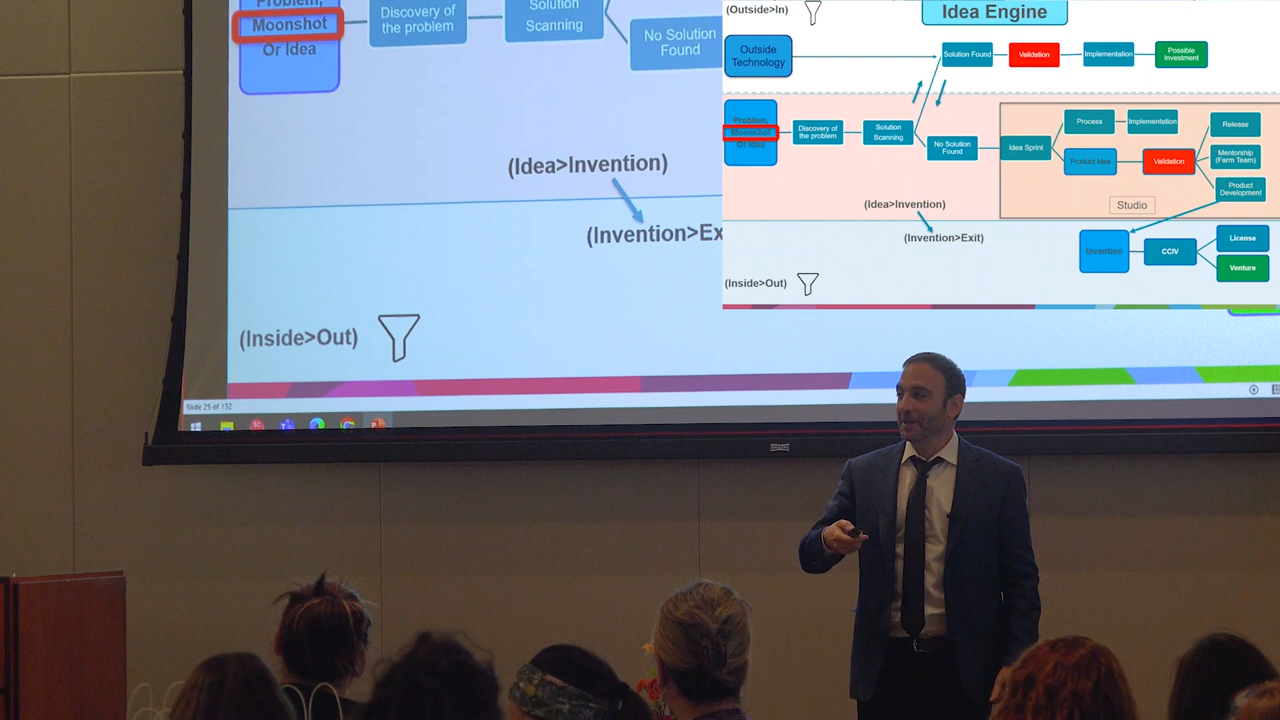 Problem,
Moonshot
Or Idea
Discovery of
the problem
Solution
Scanning
No Solution
Found
(Idea>Invention)
(Invention>Ex
(Inside>Out)
Slide 25 of 132
(Outside>In)
Idea Engine
Outside
Technology
Solution Found
Validation
Implementation
Possible
Investment
Problem,
Moonshot
Or Idea
Discovery of
the problem
Solution
Scanning
No Solution
Found
Idea Sprint
Process
Implementation
Product Idea
Validation
Release
Mentorship
(Farm Team)
Product
Development
Studio
(Idea>Invention)
(Invention>Exit)
Invention
CCIV
License
Venture
(Inside>Out)